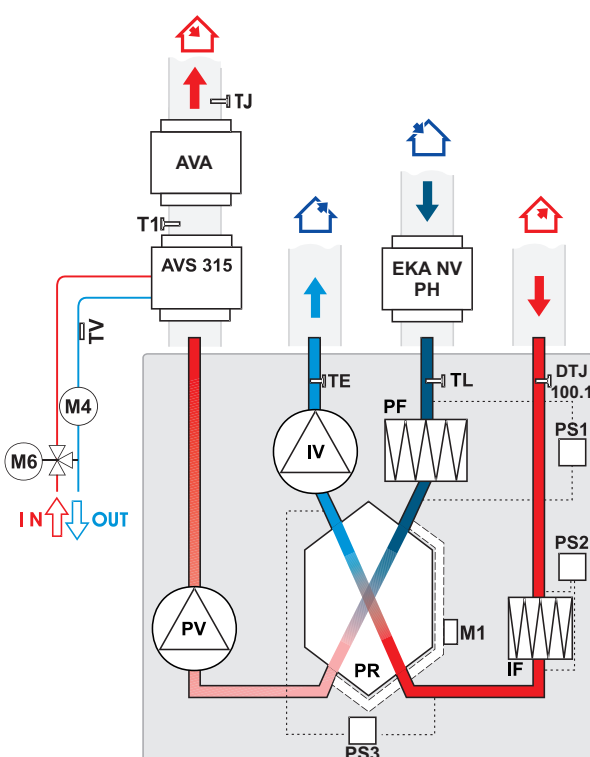 TJ
AVA
T1
AVS 315
EKA NV
PH
TV
TE
TL
DTJ
100.1
M4
PF
PS1
IV
M6
IN
OUT
PS2
PV
M1
PR
IF
PS3